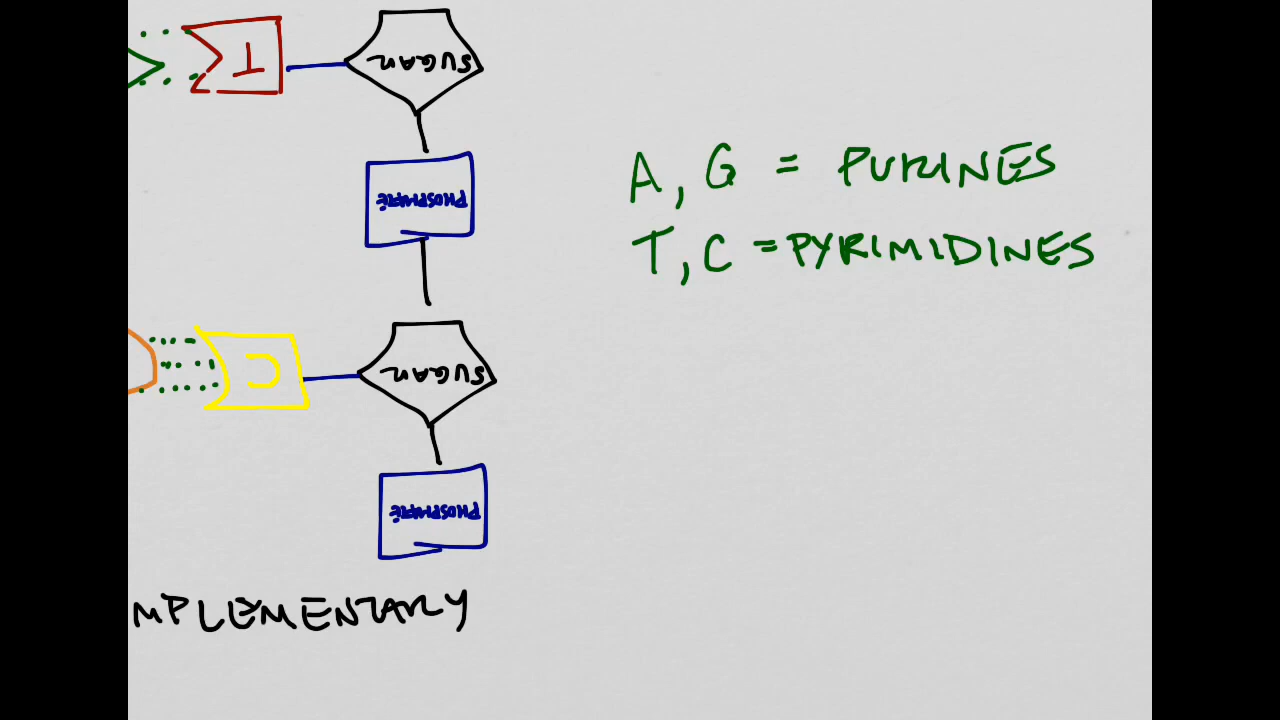 T
SUGAR
PHOSPHATE
A, G = PURINES
T, C = PYRIMIDINES
C
SUGAR
PHOSPHATE
MPLEMENTARY